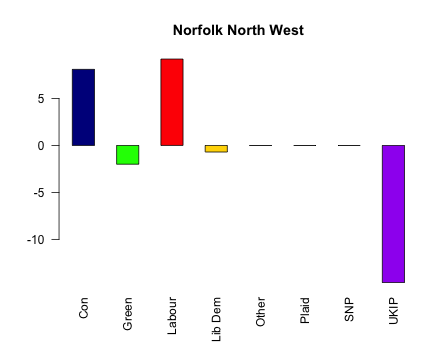 Norfolk North West
5
0
-5
-10
Con
Green
Labour
Lib Dem
Other
Plaid
SNP
UKIP